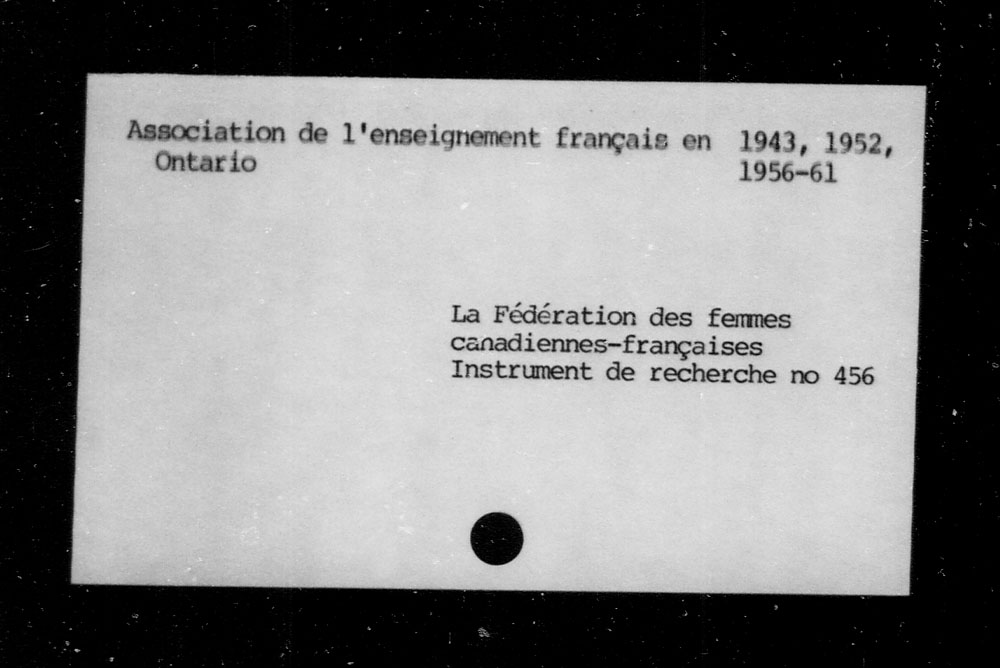 Association de l'enseignement français en 1943, 1952,
Ontario 1956-61
La Fédération des femmes
canadiennes-françaises
Instrument de recherche no 456